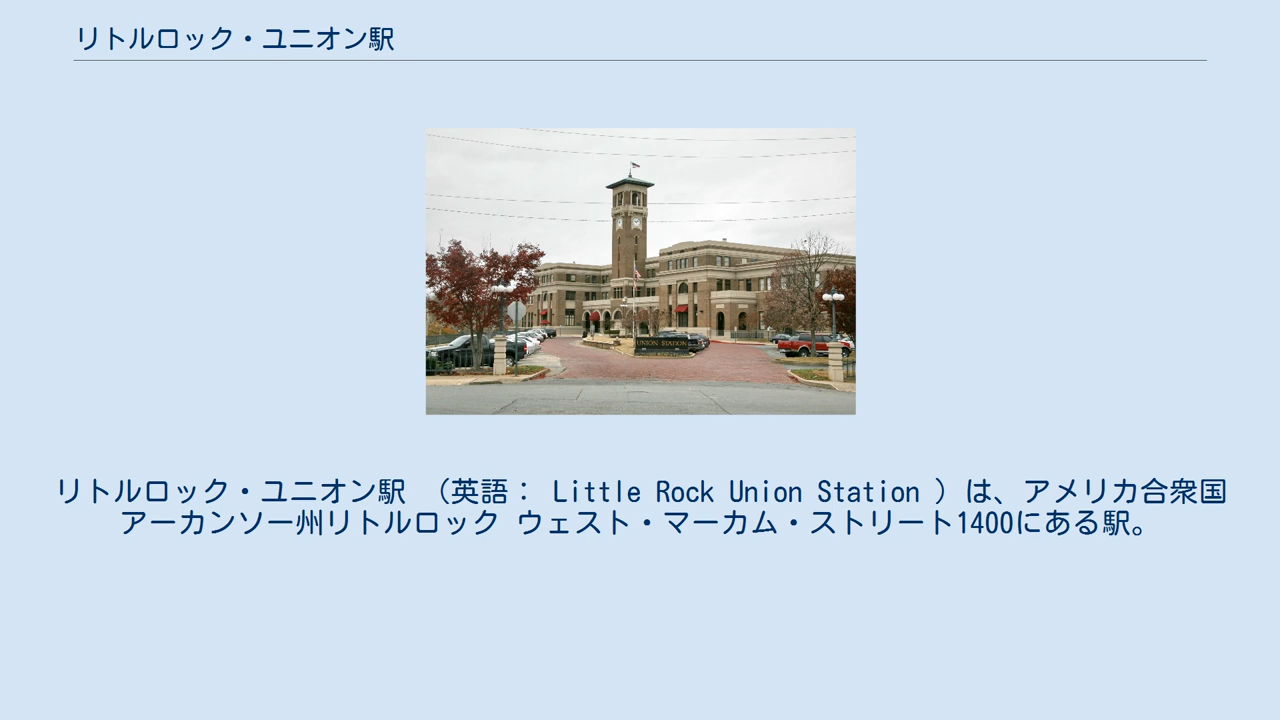 リトルロック・ユニオン駅
UNION STATION
リトルロック・ユニオン駅 （英語： Little Rock Union Station ）は、アメリカ合衆国
アーカンソー州リトルロック ウェスト・マーカム・ストリート1400にある駅。